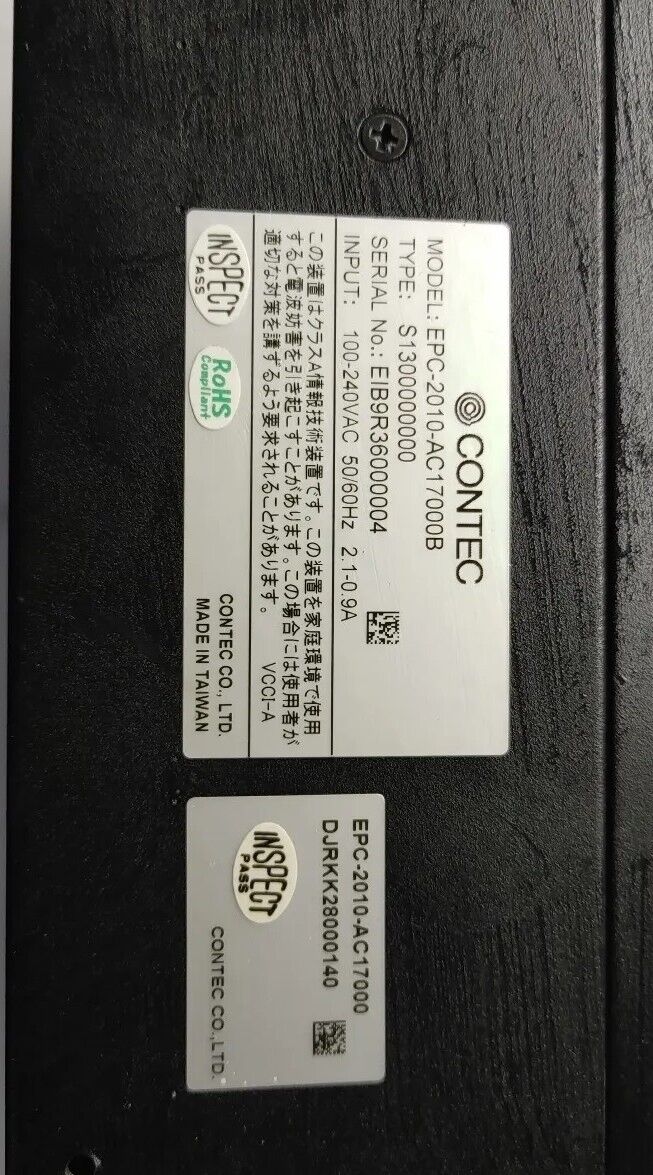 CONTEC
MODEL: EPC-2010-AC17000B
TYPE: S1300000000
SERIAL No.: EIB9R36000004
INPUT: 100-240VAC 50/60Hz 2.1-0.9A
この装置はクラスA情報技術装置です。この装置を家庭環境で使用
すると電波妨害を引き起こすことがあります。この場合には使用者が
適切な対策を講ずるよう要求されることがあります。 VCCI-A
INSPECT
PASS
RoHS
Compliant
CONTEC CO., LTD.
MADE IN TAIWAN
EPC-2010-AC17000
DJRKK28000140
INSPECT
PASS
CONTEC CO.,LTD.